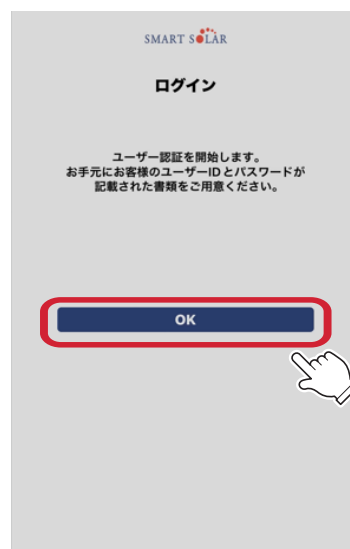 SMART SOLAR
ログイン
ユーザー認証を開始します。
お手元にお客様のユーザーIDとパスワードが
記載された書類をご用意ください。
OK